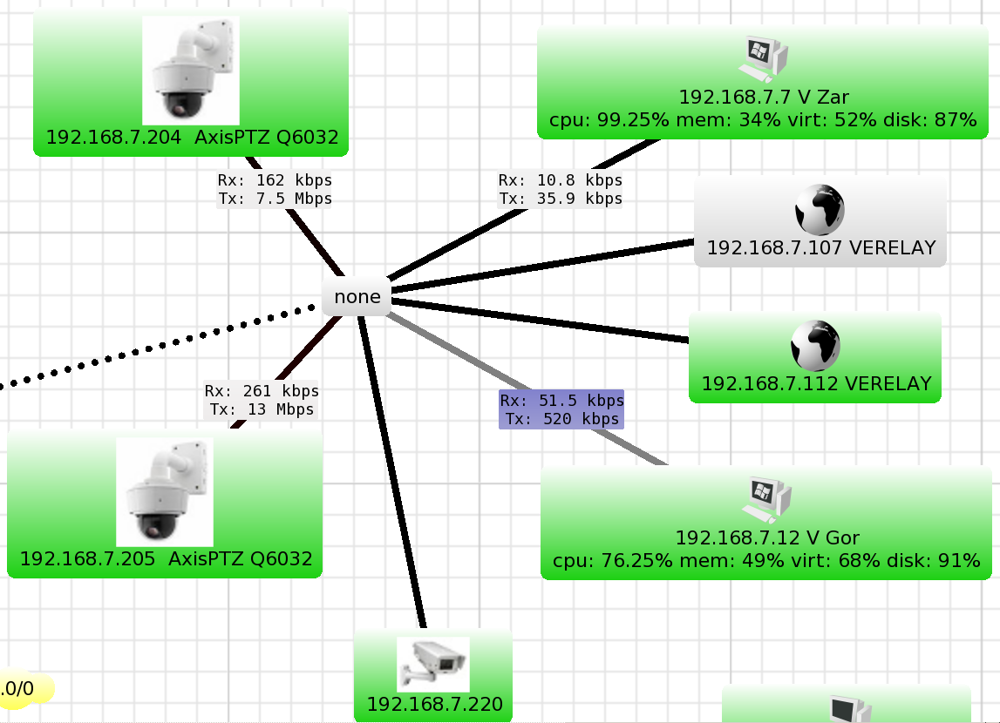 192.168.7.204  AxisPTZ Q6032
192.168.7.7 V Zar
cpu: 99.25% mem: 34% virt: 52% disk: 87%
Rx: 162 kbps
Tx: 7.5 Mbps
Rx: 10.8 kbps
Tx: 35.9 kbps
192.168.7.107 VERELAY
none
192.168.7.112 VERELAY
Rx: 261 kbps
Tx: 13 Mbps
Rx: 51.5 kbps
Tx: 520 kbps
192.168.7.205  AxisPTZ Q6032
192.168.7.12 V Gor
cpu: 76.25% mem: 49% virt: 68% disk: 91%
.0/0
192.168.7.220